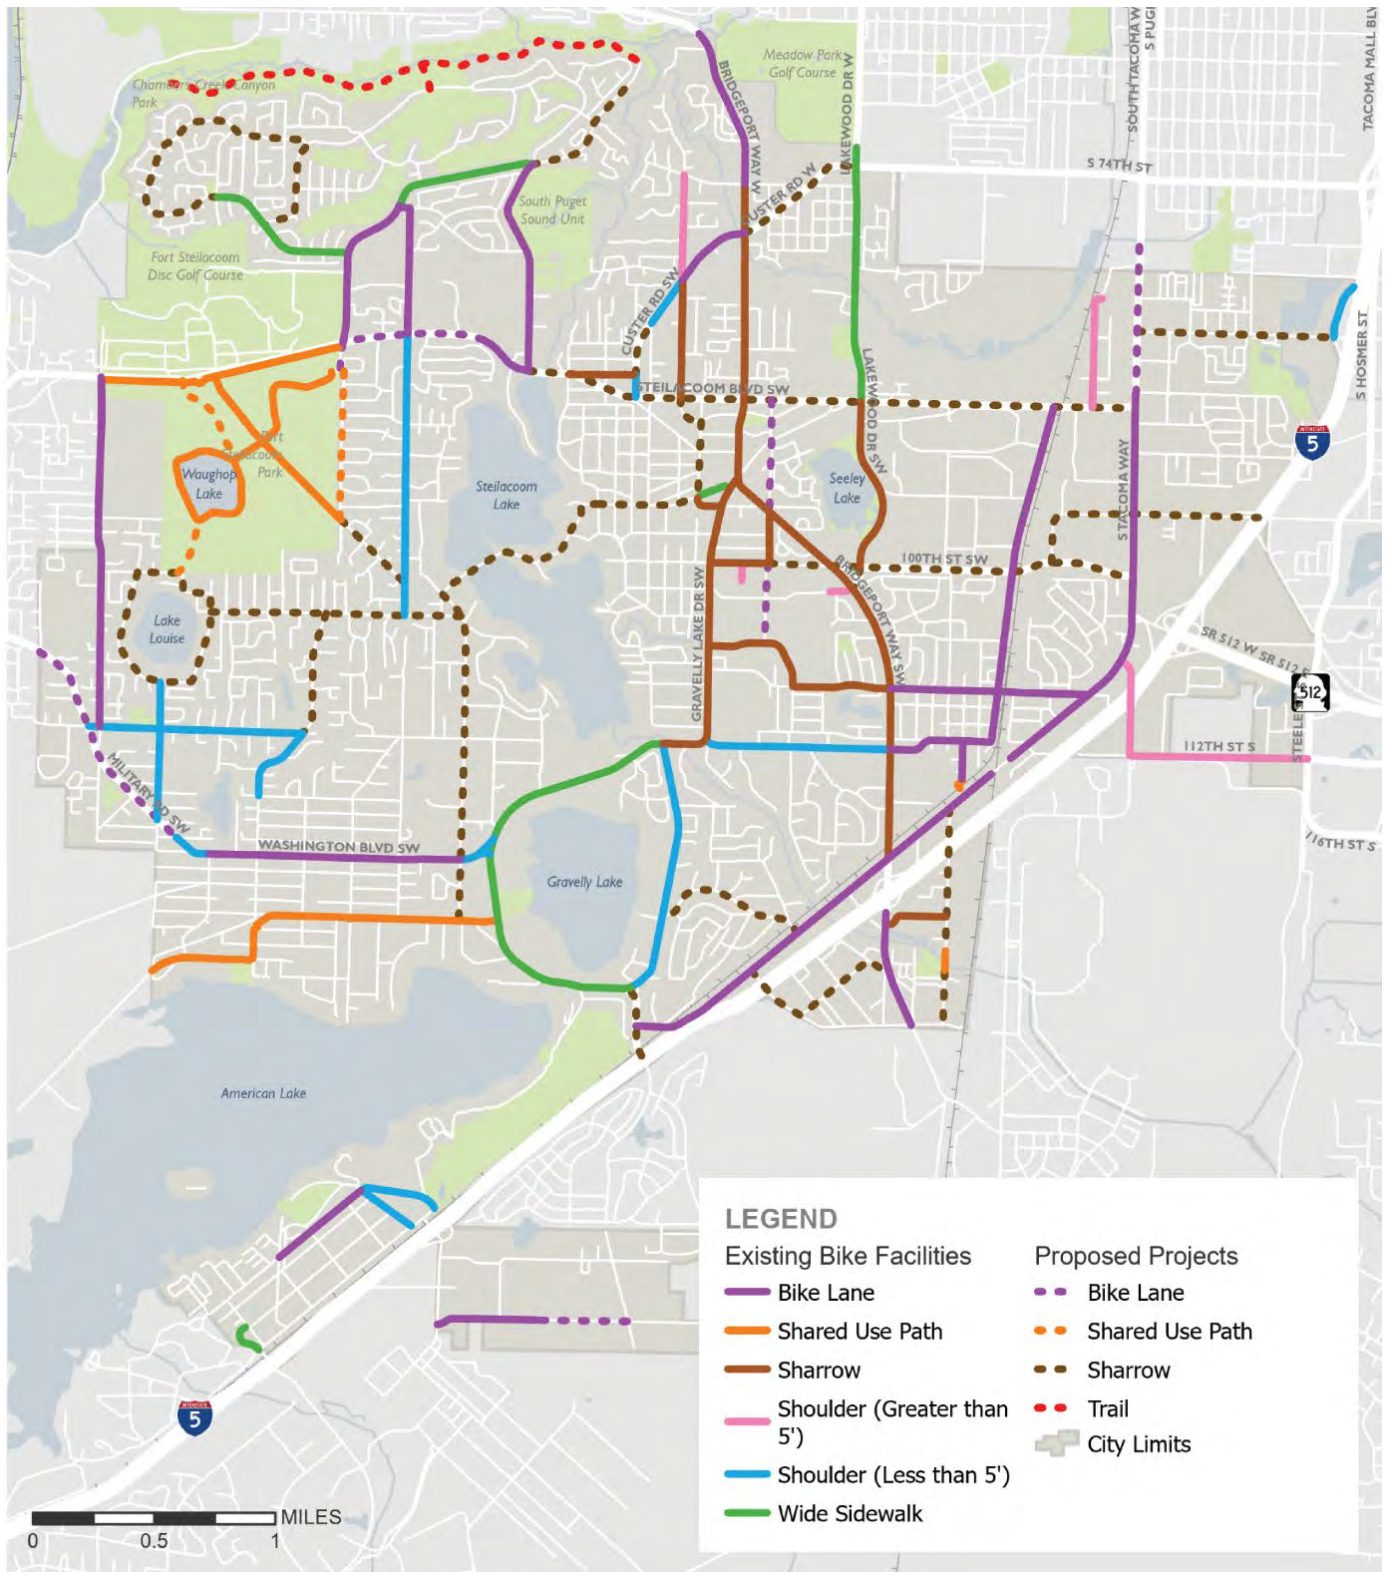 SOUTH TACOMA W
S PUGI
TACOMA MALL BLV
Meadow Park
Golf Course
LAKEWOOD DR W
BRIDGEPORT WAY W
Chambers Creek Canyon
Park
S 74TH ST
CUSTER RD W
South Puget
Sound Unit
Fort Steilacoom
Disc Golf Course
CUSTER RD SW
S HOSMER ST
STEILACOOM BLVD SW
LAKEWOOD DR SW
INTERSTATE
5
Fort
Steilacoom
Park
Waughop
Lake
Steilacoom
Lake
Seeley
Lake
S TACOMA WAY
100TH ST SW
BRIDGEPORT WAY SW
GRAVELLY LAKE DR SW
Lake
Louise
SR 512 W SR 512 E
512
STEELE
112TH ST S
MILITARY RD SW
116TH ST S
WASHINGTON BLVD SW
Gravelly Lake
American Lake
LEGEND
Existing Bike Facilities
Bike Lane
Shared Use Path
Sharrow
Shoulder (Greater than
5')
Shoulder (Less than 5')
Wide Sidewalk
Proposed Projects
Bike Lane
Shared Use Path
Sharrow
Trail
City Limits
INTERSTATE
5
MILES
0 0.5 1